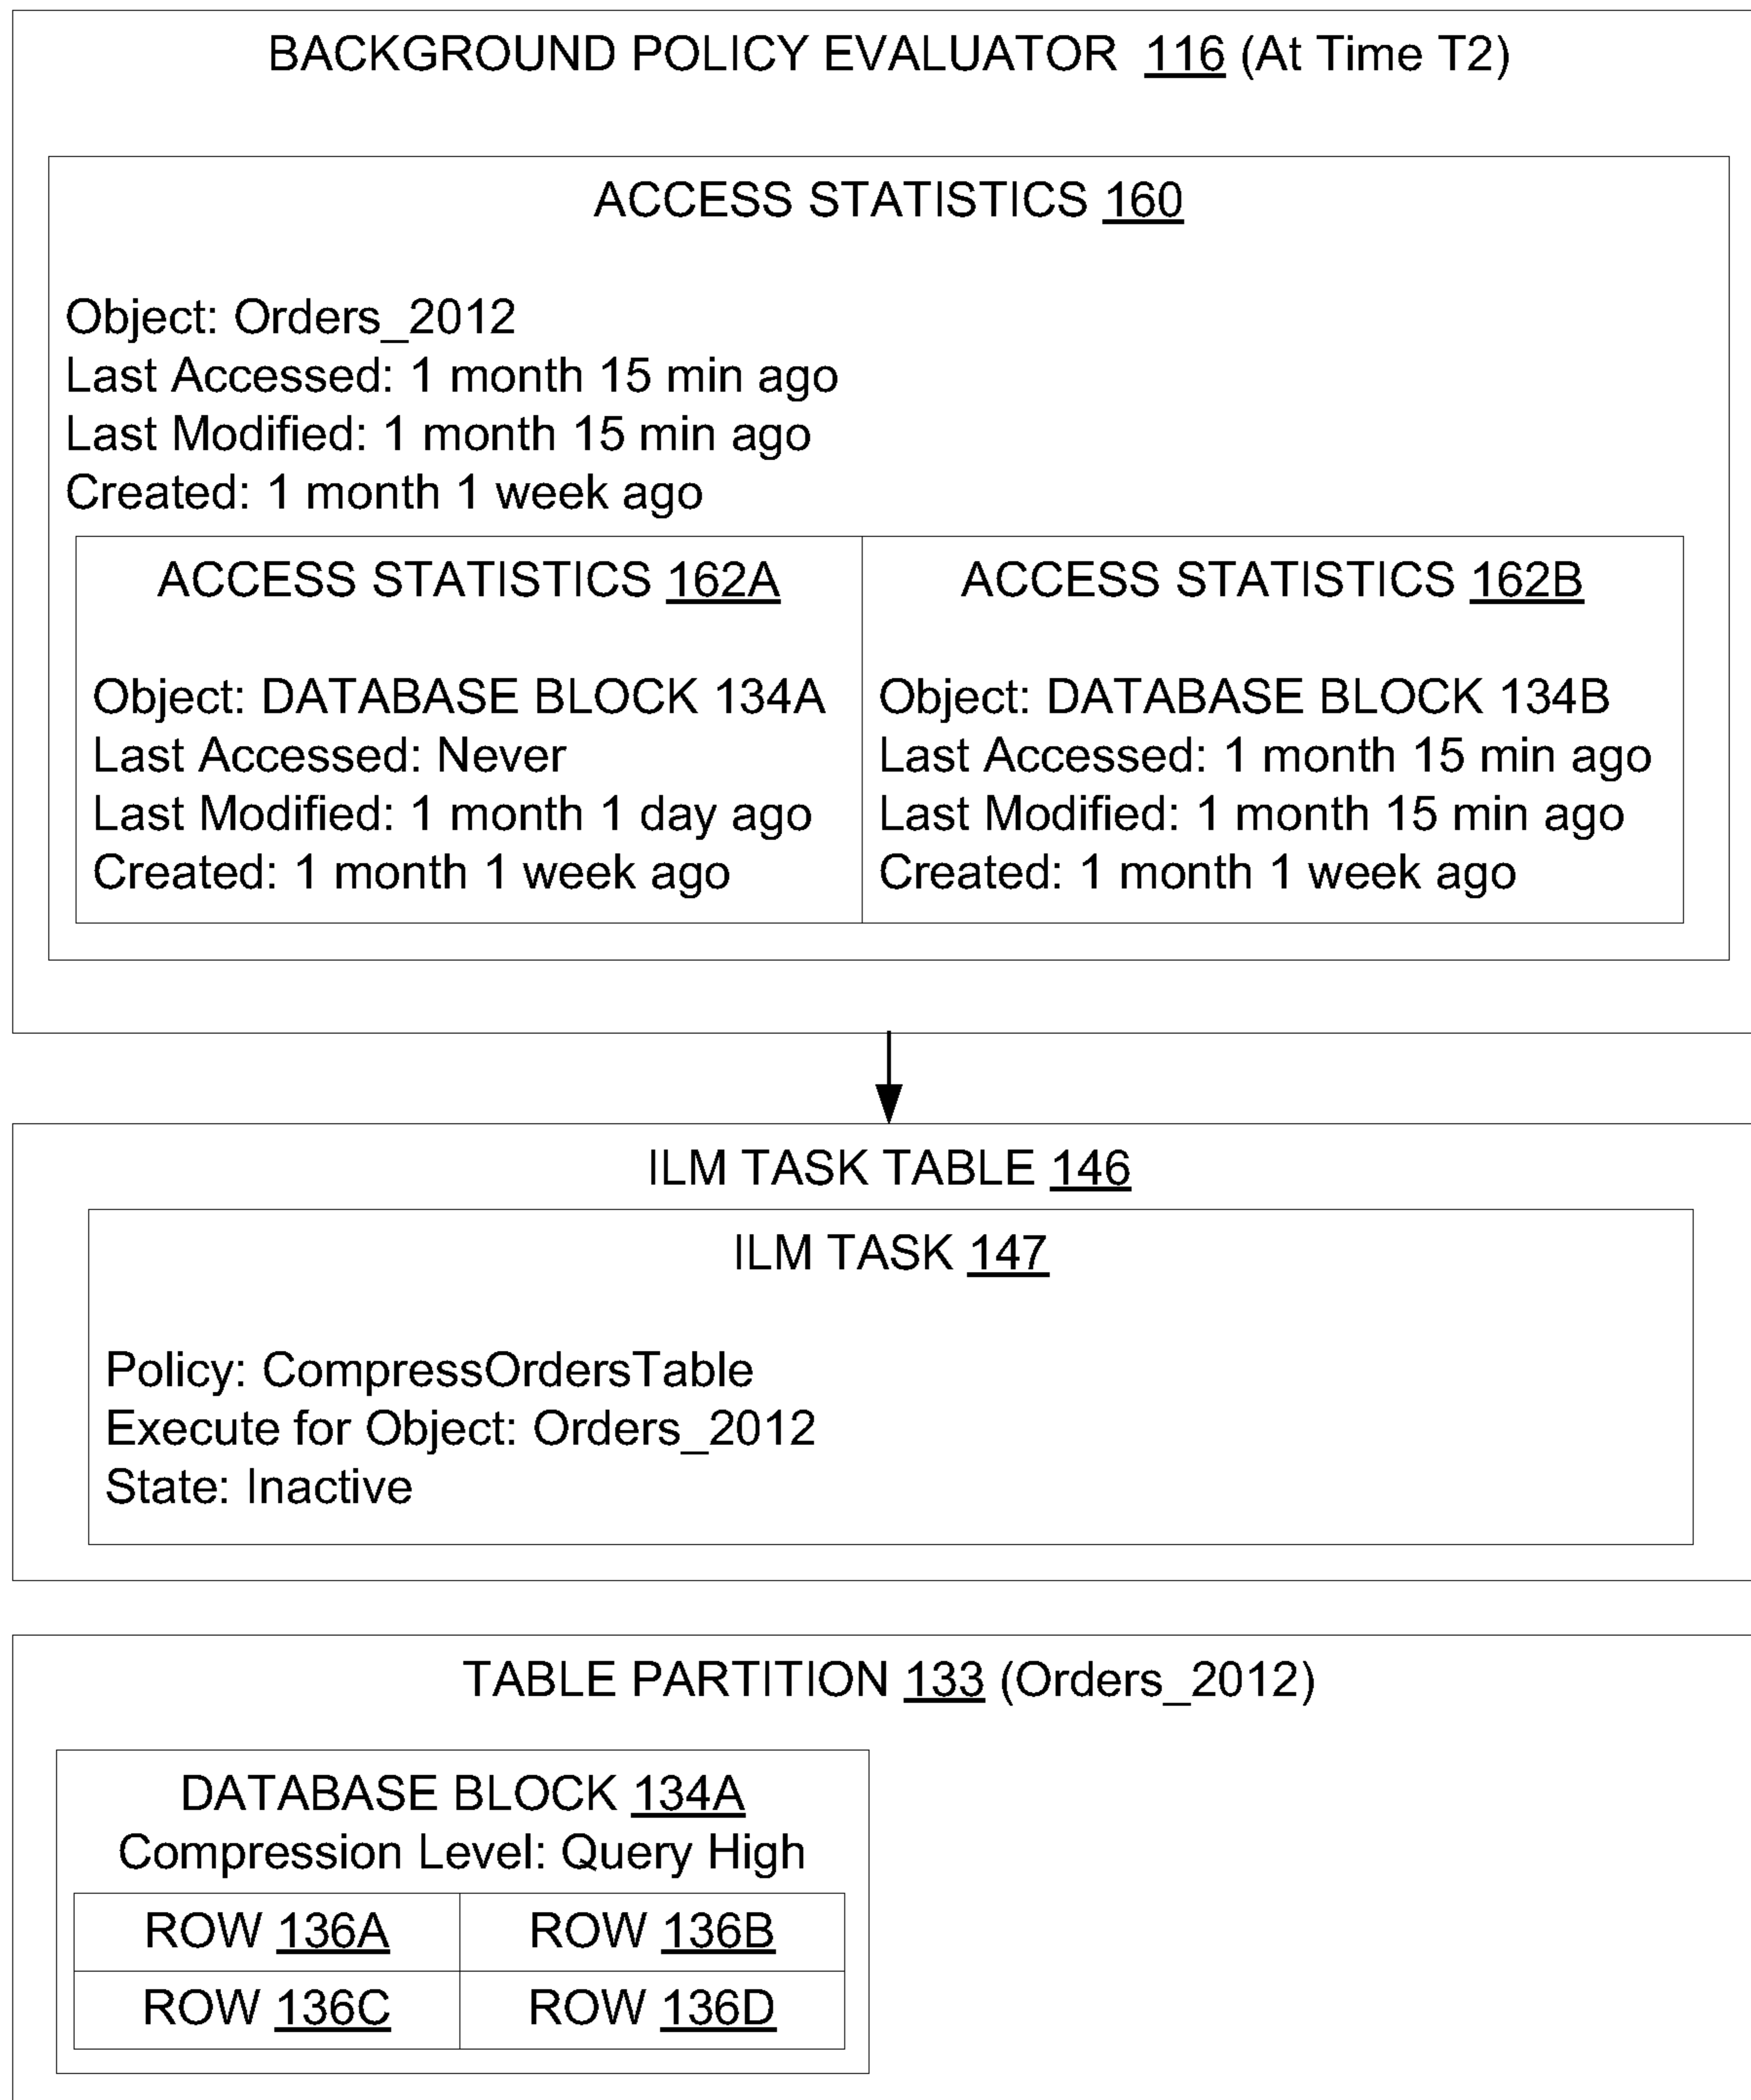 BACKGROUND POLICY EVALUATOR 116 (At Time T2)
ACCESS STATISTICS 160
Object: Orders_2012
Last Accessed: 1 month 15 min ago
Last Modified: 1 month 15 min ago
Created: 1 month 1 week ago
ACCESS STATISTICS 162A
Object: DATABASE BLOCK 134A
Last Accessed: Never
Last Modified: 1 month 1 day ago
Created: 1 month 1 week ago
ACCESS STATISTICS 162B
Object: DATABASE BLOCK 134B
Last Accessed: 1 month 15 min ago
Last Modified: 1 month 15 min ago
Created: 1 month 1 week ago
ILM TASK TABLE 146
ILM TASK 147
Policy: CompressOrdersTable
Execute for Object: Orders_2012
State: Inactive
TABLE PARTITION 133 (Orders_2012)
DATABASE BLOCK 134A
Compression Level: Query High
ROW 136A
ROW 136B
ROW 136C
ROW 136D